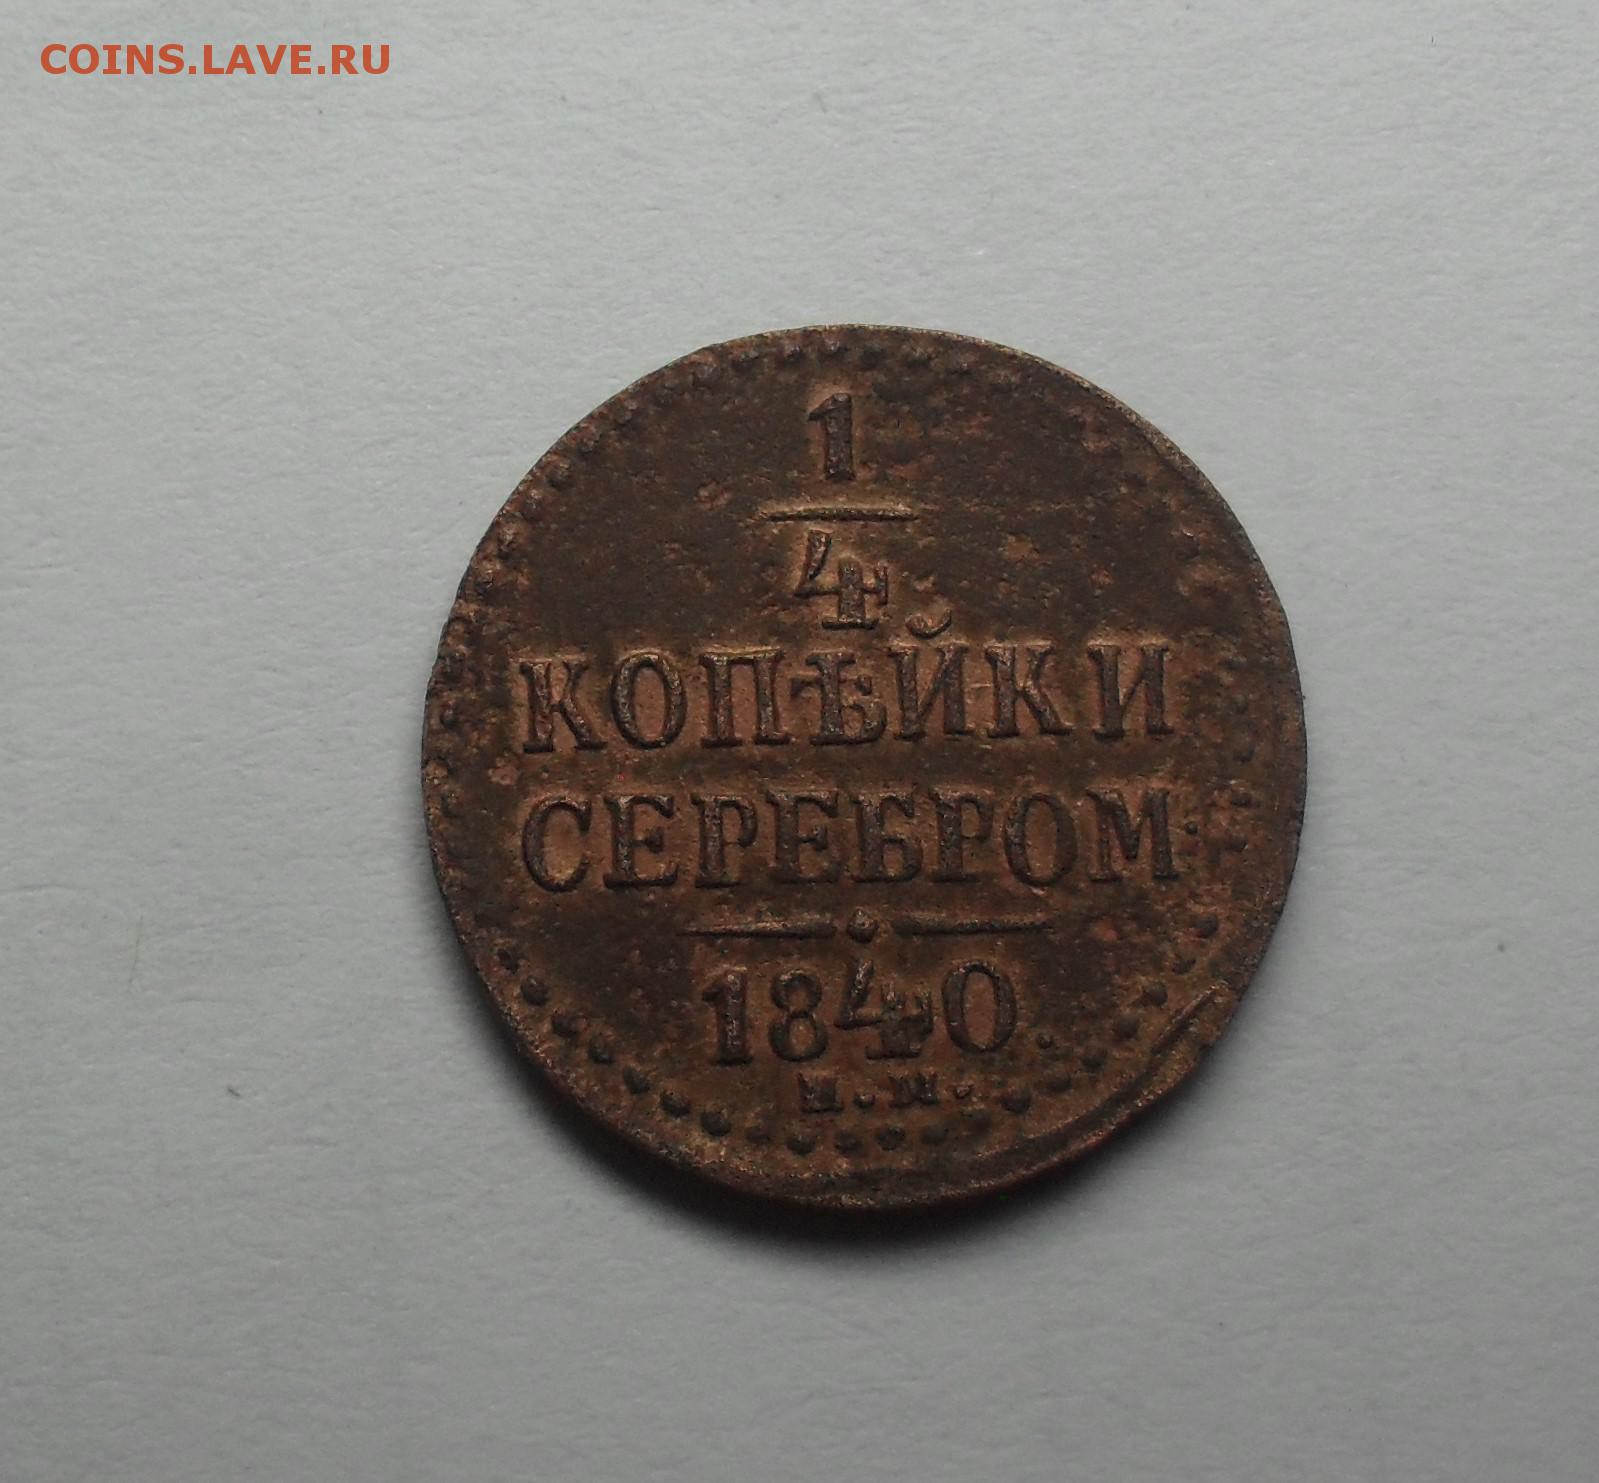 COINS.LAVE.RU
1
4
КОПѢЙКИ
СЕРЕБРОМ.
1840.
Е.М.